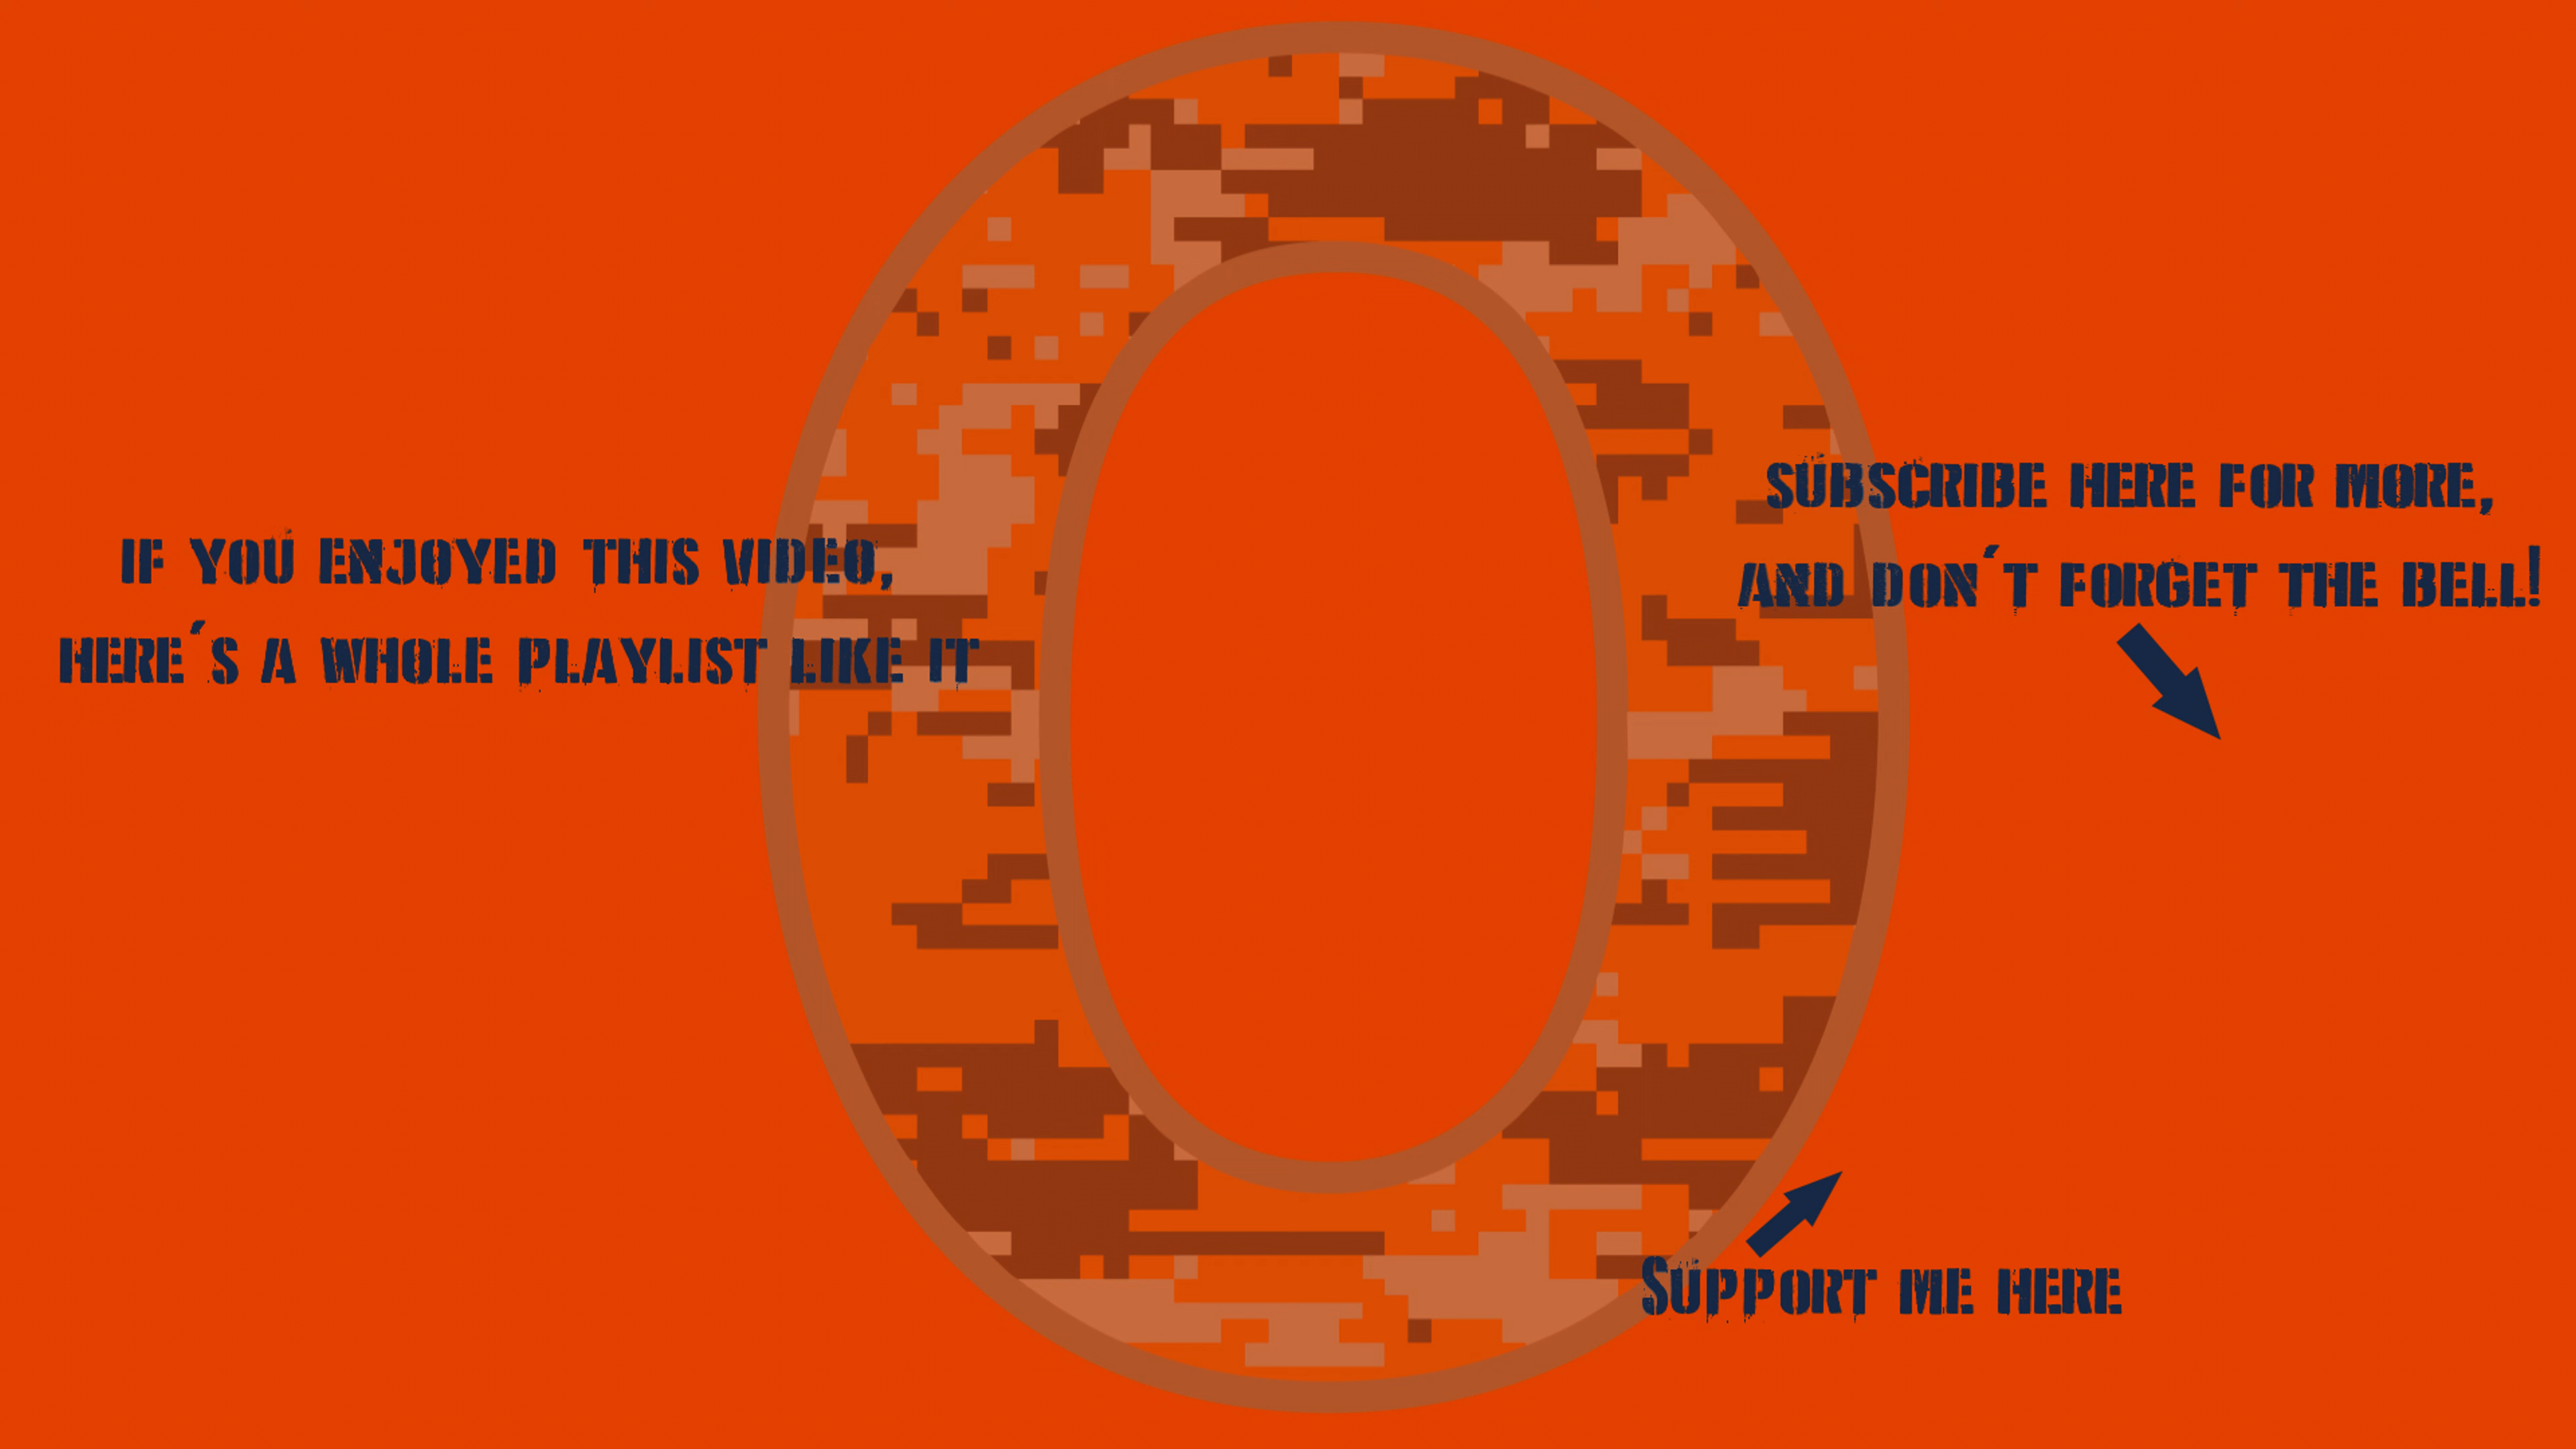 IF YOU ENJOYED THIS VIDEO,
HERE´S A WHOLE PLAYLIST LIKE IT
SUBSCRIBE HERE FOR MORE,
AND DON´T FORGET THE BELL!
SUPPORT ME HERE
O